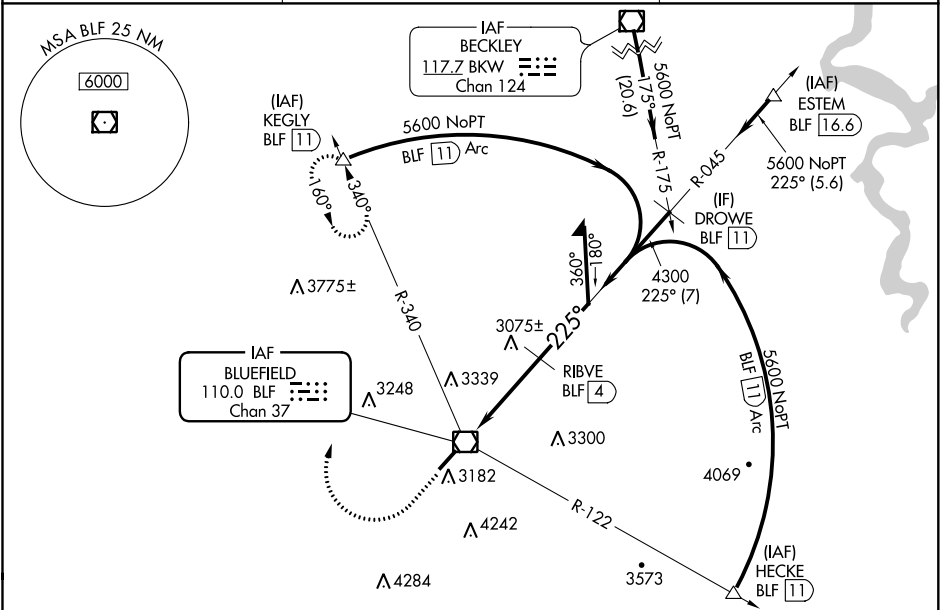 MSA BLF 25 NM
6000
IAF
BECKLEY
117.7 BKW
Chan 124
5600 NoPT
175°
(20.6)
R-175
(IAF)
ESTEM
BLF 16.6
5600 NoPT
225° (5.6)
R-045
(IAF)
KEGLY
BLF 11
5600 NoPT
BLF 11 Arc
340°
160°
(IF)
DROWE
BLF 11
4300
225° (7)
360°
180°
3775±
R-340
3075±
225°
RIBVE
BLF 4
5600 NoPT
BLF 11 Arc
IAF
BLUEFIELD
110.0 BLF
Chan 37
3248
3339
3300
3182
4069
R-122
4242
4284
3573
(IAF)
HECKE
BLF 11